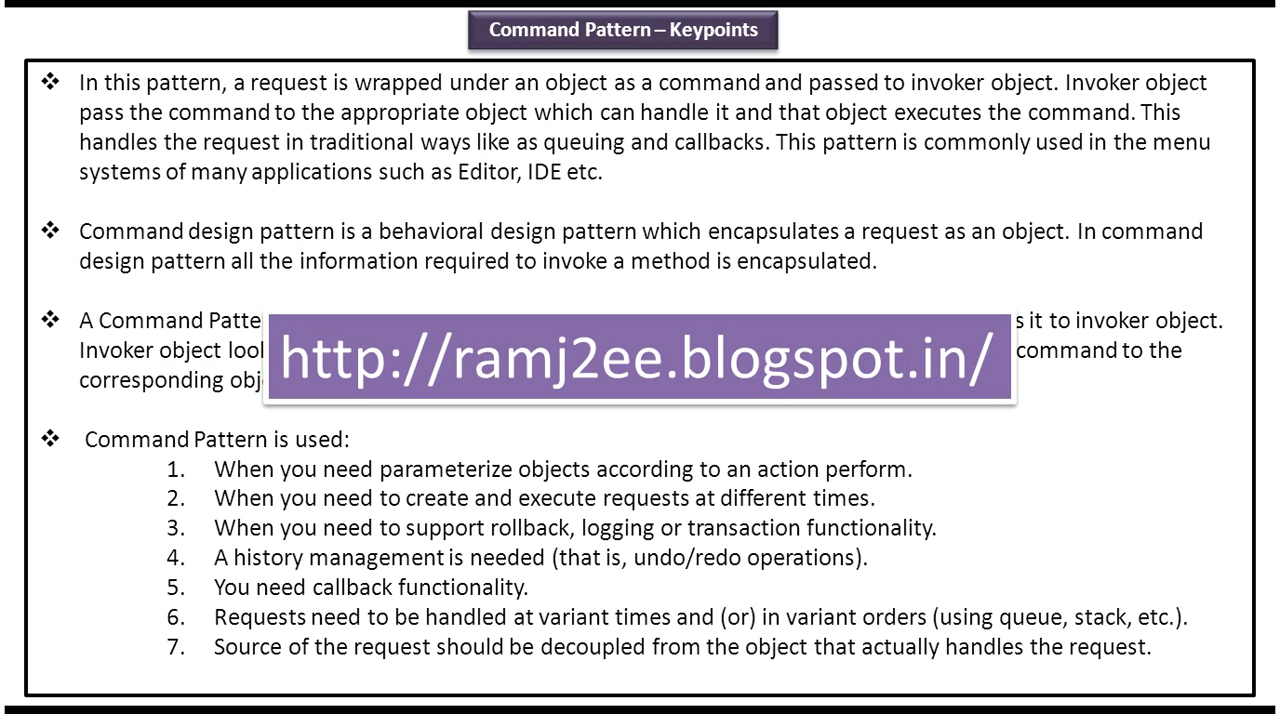 Command Pattern – Keypoints
❖ In this pattern, a request is wrapped under an object as a command and passed to invoker object. Invoker object
pass the command to the appropriate object which can handle it and that object executes the command. This
handles the request in traditional ways like as queuing and callbacks. This pattern is commonly used in the menu
systems of many applications such as Editor, IDE etc.
❖ Command design pattern is a behavioral design pattern which encapsulates a request as an object. In command
design pattern all the information required to invoke a method is encapsulated.
❖ A Command it to invoker object.
Invoker object command to the
corresponding
http://ramj2ee.blogspot.in/
❖ Command Pattern is used:
1. When you need parameterize objects according to an action perform.
2. When you need to create and execute requests at different times.
3. When you need to support rollback, logging or transaction functionality.
4. A history management is needed (that is, undo/redo operations).
5. You need callback functionality.
6. Requests need to be handled at variant times and (or) in variant orders (using queue, stack, etc.).
7. Source of the request should be decoupled from the object that actually handles the request.